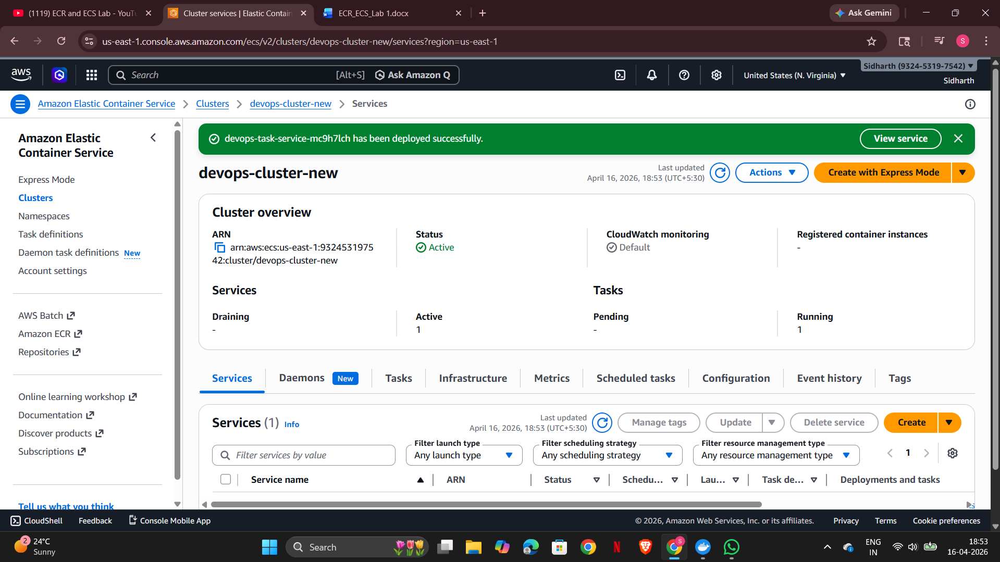 (1119) ECR and ECS Lab - YouTu
Cluster services | Elastic Contain
ECR_ECS_Lab 1.docx
Ask Gemini
us-east-1.console.aws.amazon.com/ecs/v2/clusters/devops-cluster-new/services?region=us-east-1
S
aws
Search
[Alt+S]
Ask Amazon Q
United States (N. Virginia)
Sidharth (9324-5319-7542)
Sidharth
Amazon Elastic Container Service
Clusters
devops-cluster-new
Services
Amazon Elastic
Container Service
Express Mode
Clusters
Namespaces
Task definitions
Daemon task definitions New
Account settings
AWS Batch
Amazon ECR
Repositories
Online learning workshop
Documentation
Discover products
Subscriptions
Tell us what you think
devops-task-service-mc9h7lch has been deployed successfully.
View service
devops-cluster-new
Last updated
April 16, 2026, 18:53 (UTC+5:30)
Actions
Create with Express Mode
Cluster overview
ARN
arn:aws:ecs:us-east-1:9324531975
42:cluster/devops-cluster-new
Status
Active
CloudWatch monitoring
Default
Registered container instances
-
Services
Tasks
Draining
-
Active
1
Pending
-
Running
1
Services
Daemons New
Tasks
Infrastructure
Metrics
Scheduled tasks
Configuration
Event history
Tags
Services (1) Info
Last updated
April 16, 2026, 18:53 (UTC+5:30)
Manage tags
Update
Delete service
Create
Filter services by value
Filter launch type
Any launch type
Filter scheduling strategy
Any scheduling strategy
Filter resource management type
Any resource management type
1
Service name
ARN
Status
Schedu...
Lau...
Task de...
Deployments and tasks
CloudShell
Feedback
Console Mobile App
© 2026, Amazon Web Services, Inc. or its affiliates.
Privacy
Terms
Cookie preferences
2
24°C
Sunny
Search
S
ENG
IN
18:53
16-04-2026